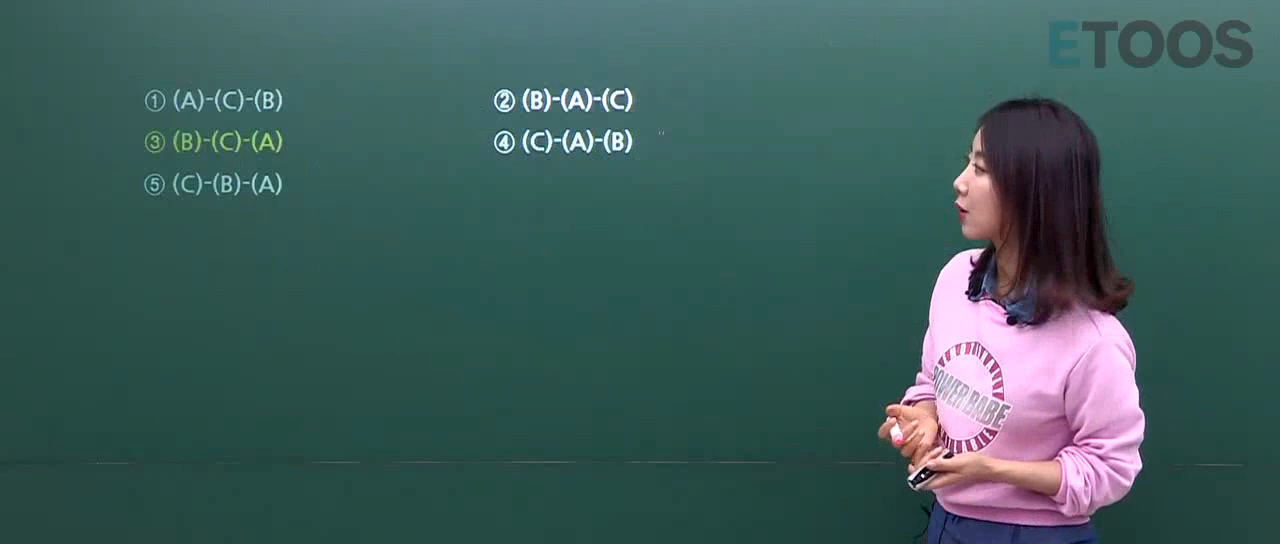 ETOOS
① (A)-(C)-(B)
② (B)-(A)-(C)
③ (B)-(C)-(A)
④ (C)-(A)-(B)
⑤ (C)-(B)-(A)
POWER BABE